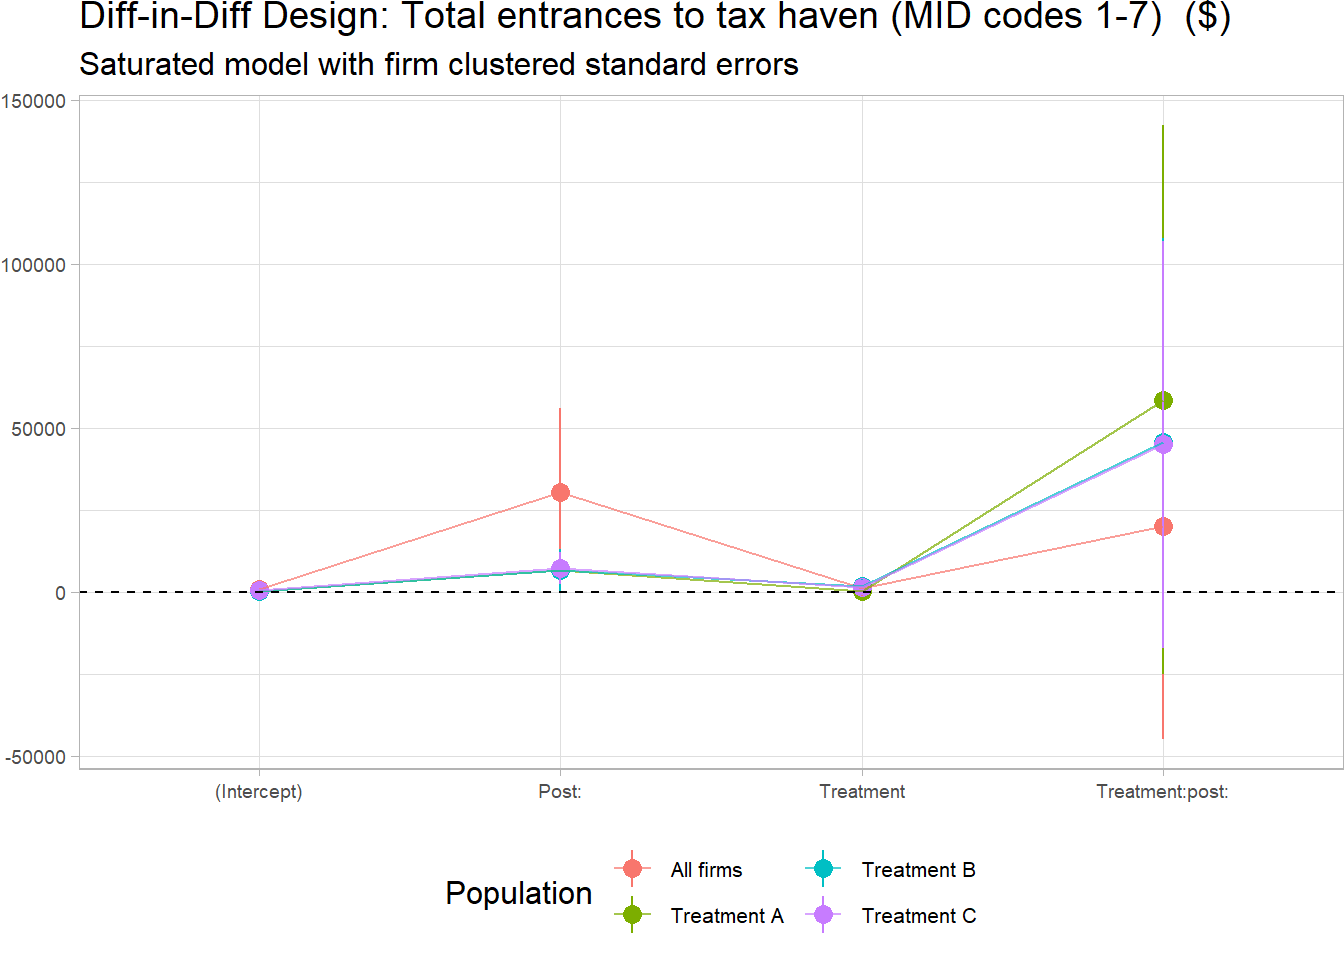 Diff-in-Diff Design: Total entrances to tax haven (MID codes 1-7)  ($)
Saturated model with firm clustered standard errors
150000
100000
50000
0
-50000
(Intercept)
Post:
Treatment
Treatment:post:
Population
All firms
Treatment B
Treatment A
Treatment C